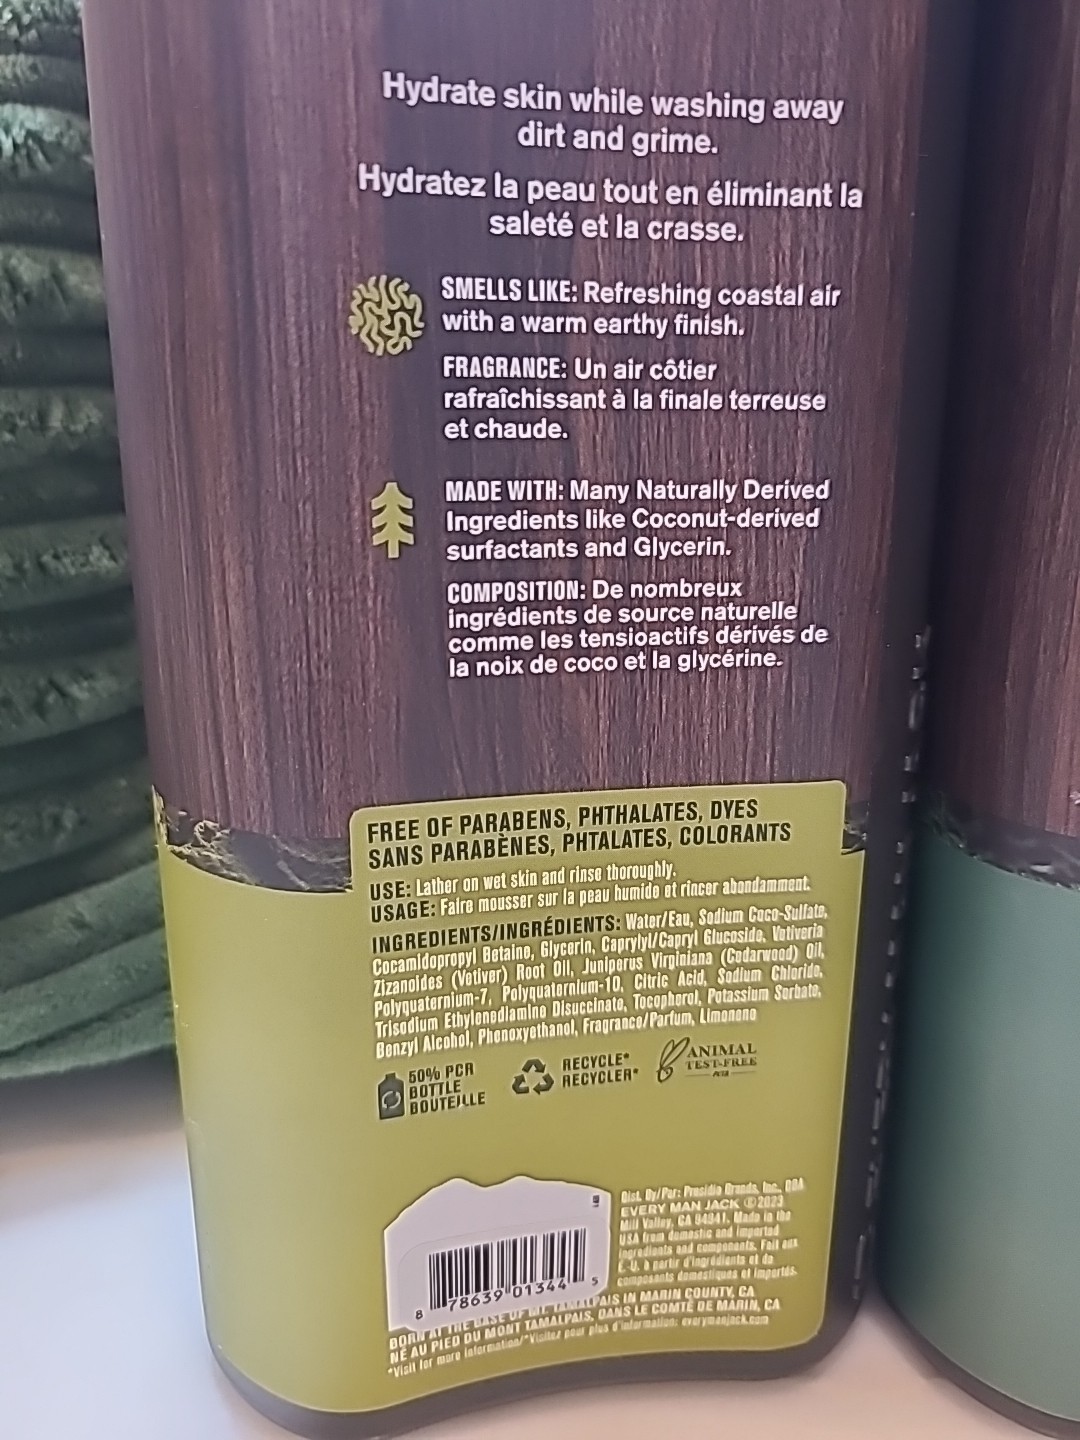 Hydrate skin while washing away
dirt and grime.
Hydratez la peau tout en éliminant la
saleté et la crasse.
SMELLS LIKE: Refreshing coastal air
with a warm earthy finish.
FRAGRANCE: Un air côtier
rafraîchissant à la finale terreuse
et chaude.
MADE WITH: Many Naturally Derived
Ingredients like Coconut-derived
surfactants and Glycerin.
COMPOSITION: De nombreux
ingrédients de source naturelle
comme les tensioactifs dérivés de
la noix de coco et la glycérine.
FREE OF PARABENS, PHTHALATES, DYES
SANS PARABÈNES, PHTALATES, COLORANTS
USE: Lather on wet skin and rinse thoroughly.
USAGE: Faire mousser sur la peau humide et rincer abondamment.
INGREDIENTS/INGRÉDIENTS: Water/Eau, Sodium Coco-Sulfate,
Cocamidopropyl Betaine, Glycerin, Caprylyl/Capryl Glucoside, Vetiveria
Zizanoides (Vetiver) Root Oil, Juniperus Virginiana (Cedarwood) Oil,
Polyquaternium-7, Polyquaternium-10, Citric Acid, Sodium Chloride,
Trisodium Ethylenediamine Disuccinate, Tocopherol, Potassium Sorbate,
Benzyl Alcohol, Phenoxyethanol, Fragrance/Parfum, Limonene
50% PCR
BOTTLE
BOUTEILLE
RECYCLE*
RECYCLER*
ANIMAL
TEST-FREE
Dist. By/Par: Presidio Brands, Inc., DBA
EVERY MAN JACK ©2023
Mill Valley, CA 94941. Made in the
USA from domestic and imported
ingredients and components. Fait aux
É.-U. à partir d'ingrédients et de
composants domestiques et importés.
8 78639 01344 5
BORN AT THE BASE OF MT. TAMALPAIS IN MARIN COUNTY, CA
NÉ AU PIED DU MONT TAMALPAIS, DANS LE COMTÉ DE MARIN, CA
*Visit for more information/*Visitez pour plus d'information: everymanjack.com